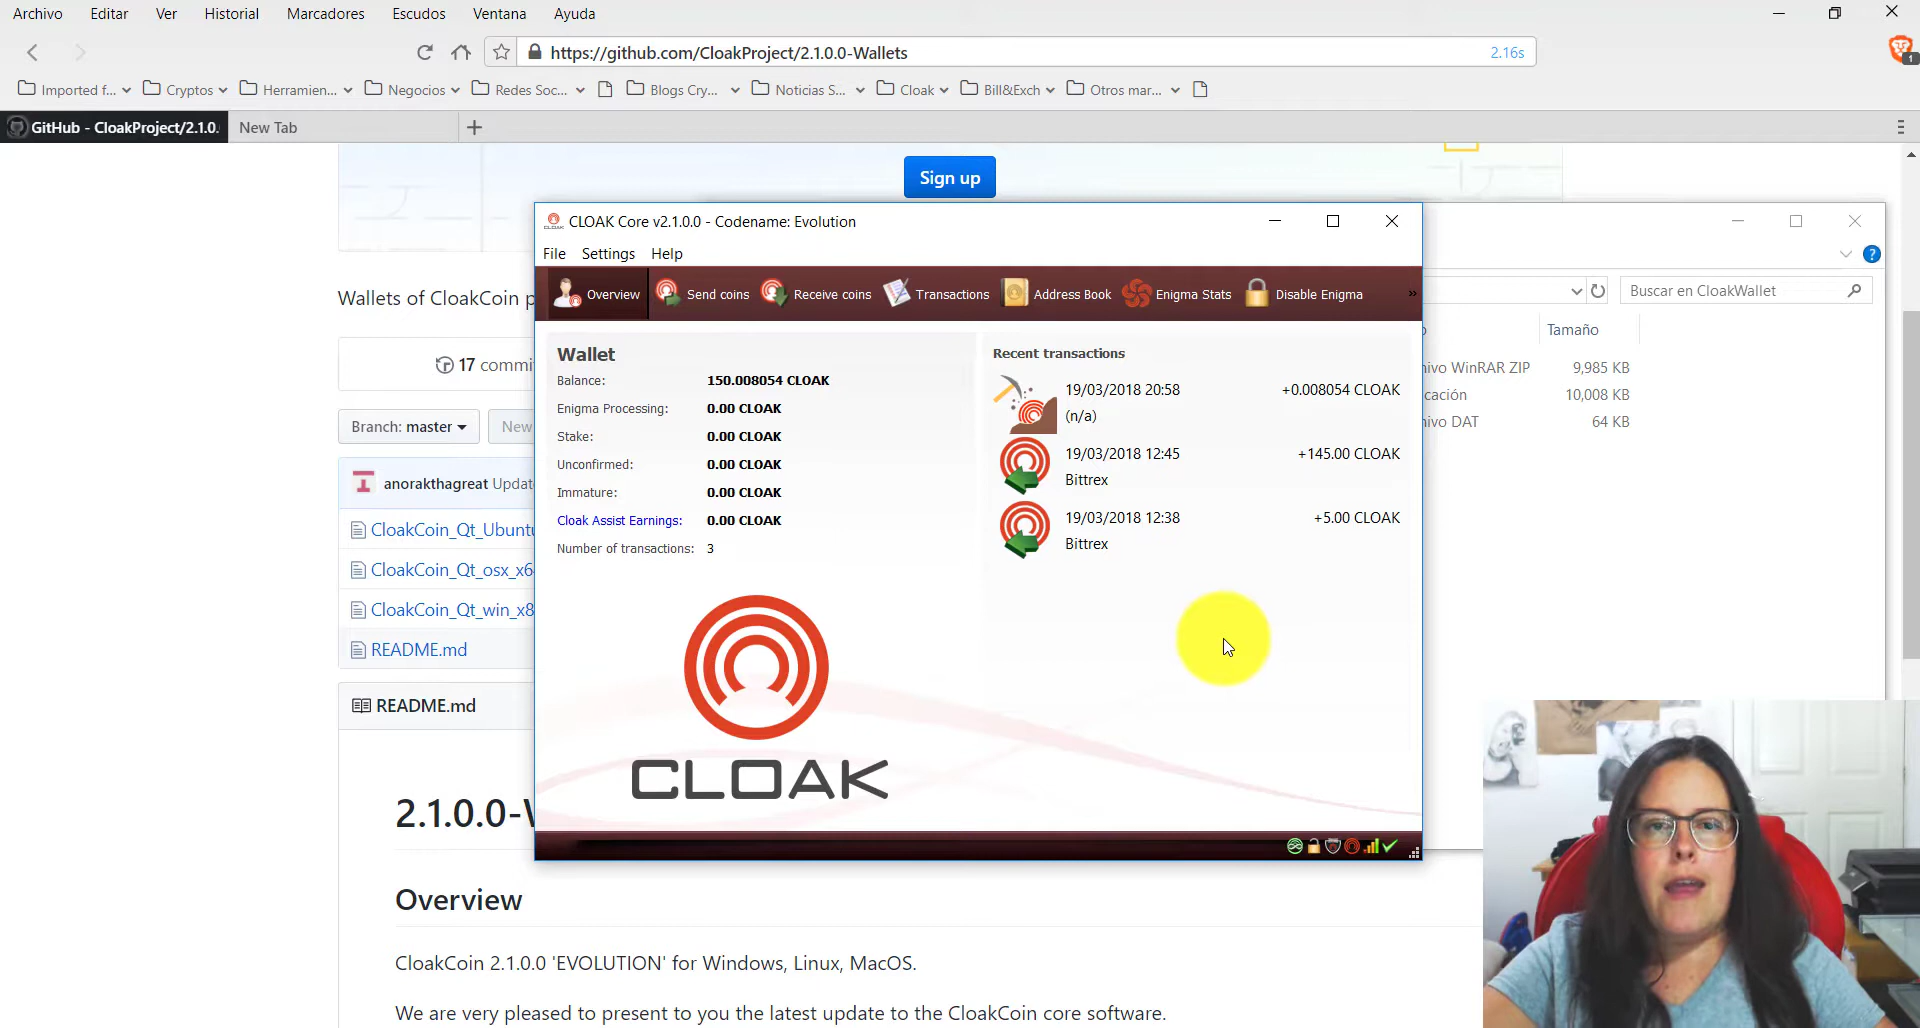 Archivo Editar Ver Historial Marcadores Escudos Ventana Ayuda
https://github.com/CloakProject/2.1.0.0-Wallets 2.16s
1
Imported f... Cryptos Herramien... Negocios Redes Soc... Blogs Cry... Noticias S... Cloak Bill&Exch Otros mar...
GitHub - CloakProject/2.1.0. New Tab
Sign up
CLOAK Core v2.1.0.0 - Codename: Evolution
File Settings Help
Overview Send coins Receive coins Transactions Address Book Enigma Stats Disable Enigma »
Wallet
Balance: 150.008054 CLOAK
Enigma Processing: 0.00 CLOAK
Stake: 0.00 CLOAK
Unconfirmed: 0.00 CLOAK
Immature: 0.00 CLOAK
Cloak Assist Earnings: 0.00 CLOAK
Number of transactions: 3
CLOAK
Recent transactions
19/03/2018 20:58 +0.008054 CLOAK
(n/a)
19/03/2018 12:45 +145.00 CLOAK
Bittrex
19/03/2018 12:38 +5.00 CLOAK
Bittrex
Buscar en CloakWallet
Tamaño
ivo WinRAR ZIP 9,985 KB
cación 10,008 KB
ivo DAT 64 KB
Wallets of CloakCoin p
17 commi
Branch: master New
anorakthagreat Update
CloakCoin_Qt_Ubuntu
CloakCoin_Qt_osx_x6
CloakCoin_Qt_win_x8
README.md
README.md
2.1.0.0-W
Overview
CloakCoin 2.1.0.0 'EVOLUTION' for Windows, Linux, MacOS.
We are very pleased to present to you the latest update to the CloakCoin core software.